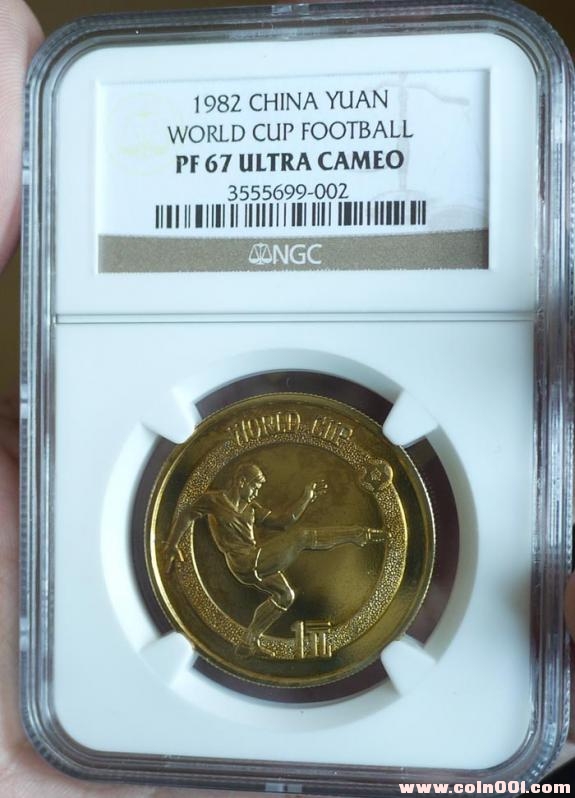 1982 CHINA YUAN
WORLD CUP FOOTBALL
PF 67 ULTRA CAMEO
3555699-002
NGC
WORLD CUP
1元
www.coin001.com